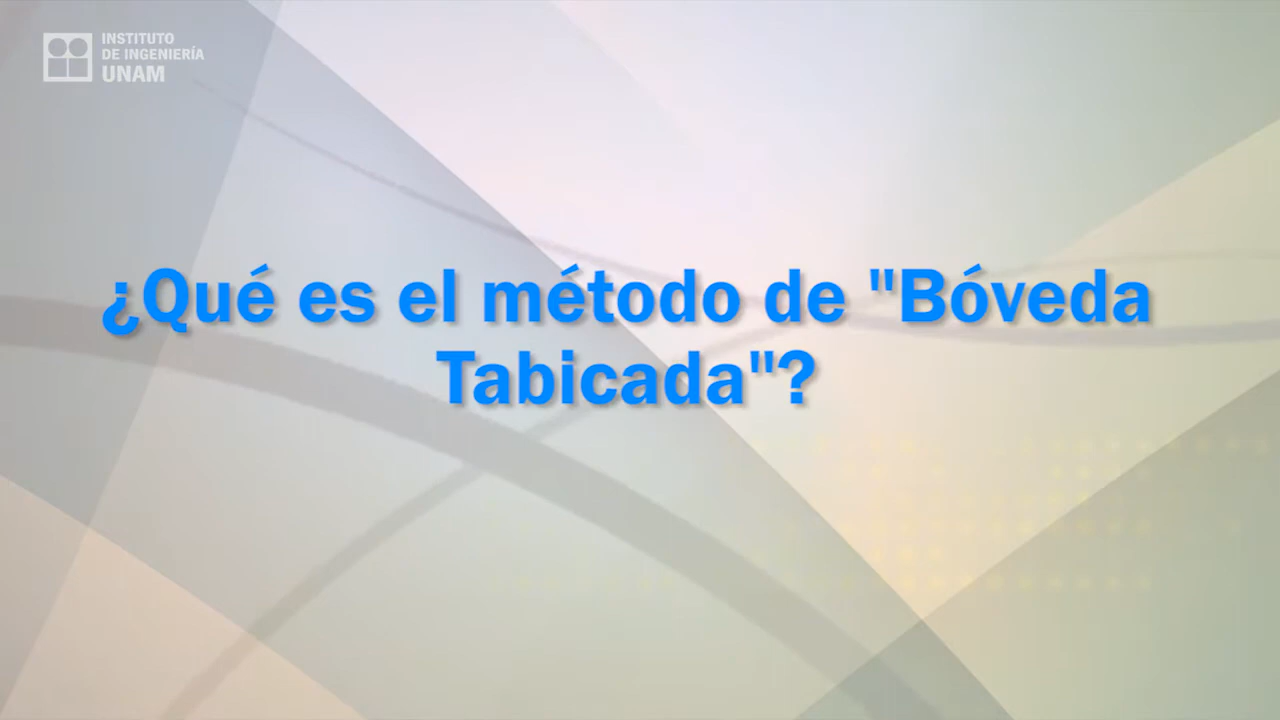 INSTITUTO
DE INGENIERÍA
UNAM
¿Qué es el método de "Bóveda
Tabicada"?